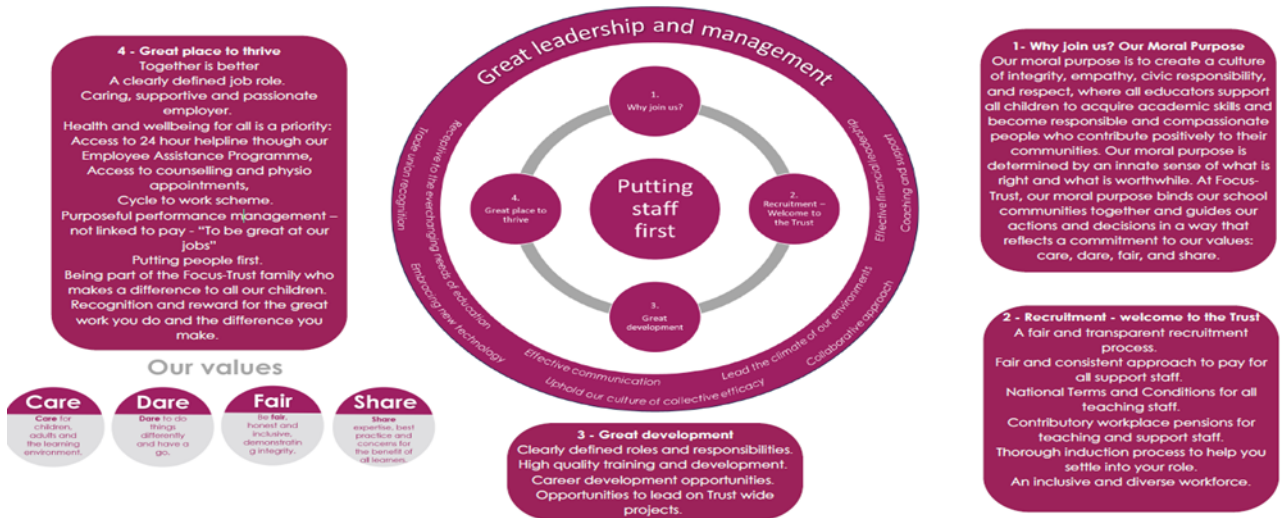 4 - Great place to thrive
Together is better
A clearly defined job role.
Caring, supportive and passionate
employer.
Health and wellbeing for all is a priority:
Access to 24 hour helpline though our
Employee Assistance Programme,
Access to counselling and physio
appointments,
Cycle to work scheme.
Purposeful performance management –
not linked to pay - “To be great at our
jobs”
Putting people first.
Being part of the Focus-Trust family who
makes a difference to all our children.
Recognition and reward for the great
work you do and the difference you
make.
Our values
Care
Care for
children,
adults and
the learning
environment.
Dare
Dare to do
things
differently
and have a
go.
Fair
Be fair,
honest and
inclusive,
demonstratin
g integrity.
Share
Share
expertise, best
practice and
concerns for
the benefit of
all learners.
Great leadership and management
1.
Why join us?
2.
Recruitment –
Welcome to
the Trust
3.
Great
development
4.
Great place to
thrive
Putting
staff
first
Coaching and support
Effective financial leadership
Collaborative approach
Lead the climate of our environments
Uphold our culture of collective efficacy
Effective communication
Embracing new technology
Receptive to the everchanging needs of education
Trade union recognition
3 - Great development
Clearly defined roles and responsibilities.
High quality training and development.
Career development opportunities.
Opportunities to lead on Trust wide
projects.
1- Why join us? Our Moral Purpose
Our moral purpose is to create a culture
of integrity, empathy, civic responsibility,
and respect, where all educators support
all children to acquire academic skills and
become responsible and compassionate
people who contribute positively to their
communities. Our moral purpose is
determined by an innate sense of what is
right and what is worthwhile. At Focus-
Trust, our moral purpose binds our school
communities together and guides our
actions and decisions in a way that
reflects a commitment to our values:
care, dare, fair, and share.
2 - Recruitment - welcome to the Trust
A fair and transparent recruitment
process.
Fair and consistent approach to pay for
all support staff.
National Terms and Conditions for all
teaching staff.
Contributory workplace pensions for
teaching and support staff.
Thorough induction process to help you
settle into your role.
An inclusive and diverse workforce.